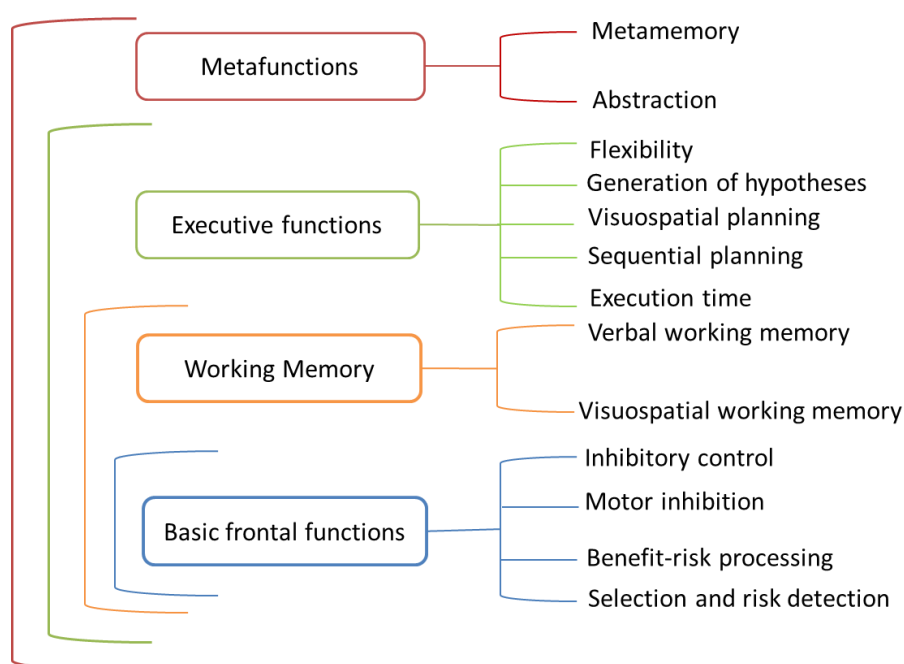 Metafunctions
Metamemory
Abstraction
Executive functions
Flexibility
Generation of hypotheses
Visuospatial planning
Sequential planning
Execution time
Working Memory
Verbal working memory
Visuospatial working memory
Basic frontal functions
Inhibitory control
Motor inhibition
Benefit-risk processing
Selection and risk detection